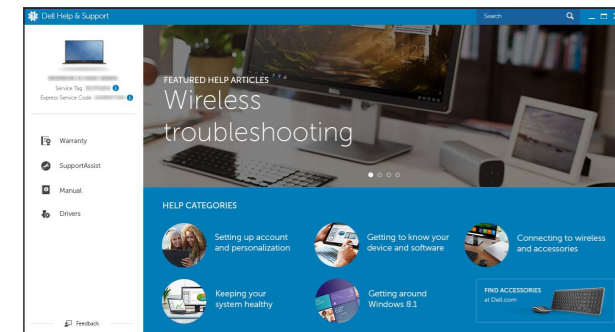 Dell Help & Support
Search
Service Tag
Express Service Code
Warranty
SupportAssist
Manual
Drivers
Feedback
FEATURED HELP ARTICLES
Wireless
troubleshooting
HELP CATEGORIES
Setting up account
and personalization
Getting to know your
device and software
Connecting to wireless
and accessories
Keeping your
system healthy
Getting around
Windows 8.1
FIND ACCESSORIES
at Dell.com